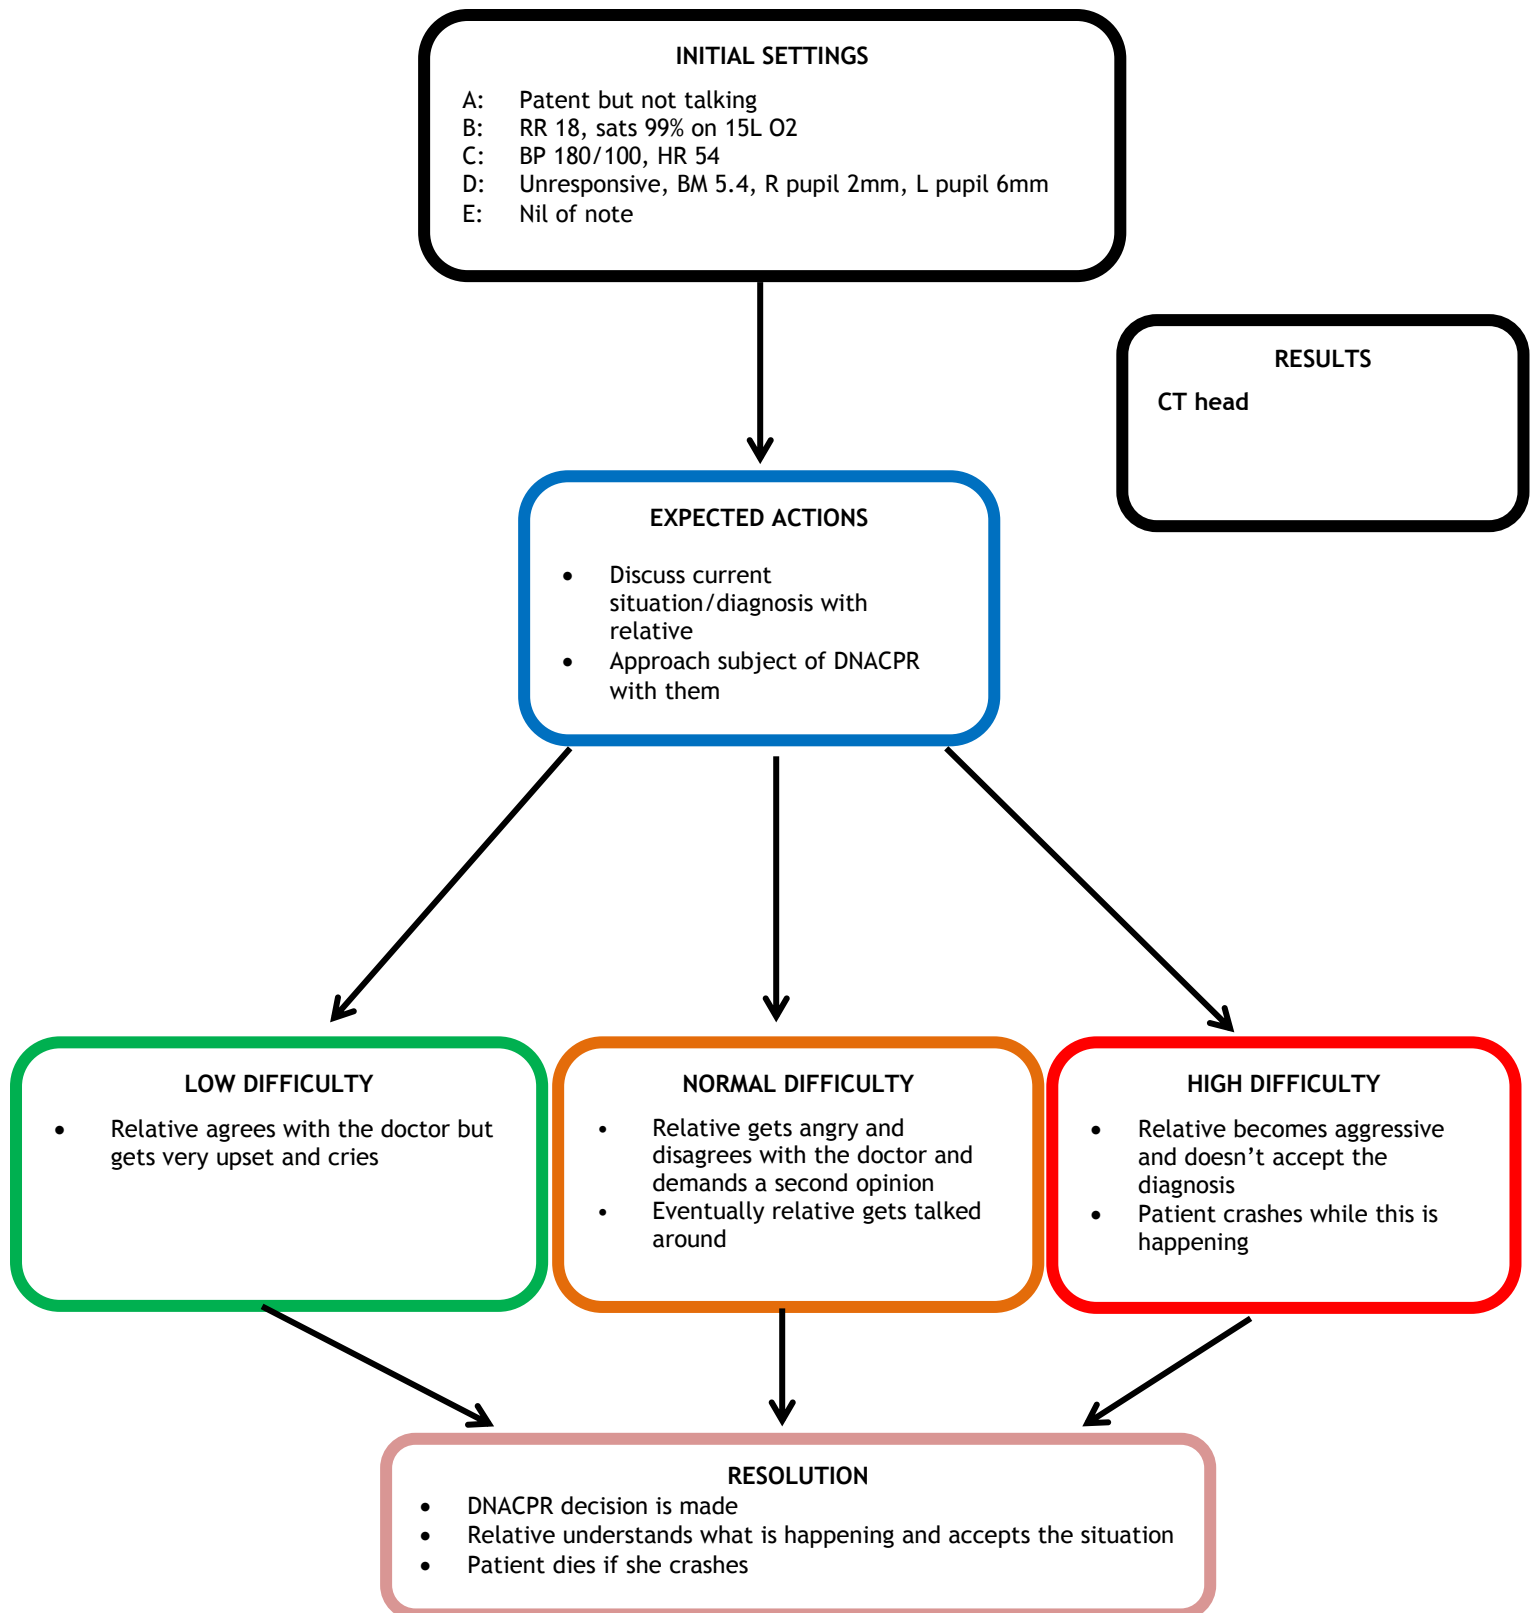 INITIAL SETTINGS
A: Patent but not talking
B: RR 18, sats 99% on 15L O2
C: BP 180/100, HR 54
D: Unresponsive, BM 5.4, R pupil 2mm, L pupil 6mm
E: Nil of note
RESULTS
CT head
EXPECTED ACTIONS
• Discuss current
situation/diagnosis with
relative
• Approach subject of DNACPR
with them
LOW DIFFICULTY
• Relative agrees with the doctor but
gets very upset and cries
NORMAL DIFFICULTY
• Relative gets angry and
disagrees with the doctor and
demands a second opinion
• Eventually relative gets talked
around
HIGH DIFFICULTY
• Relative becomes aggressive
and doesn’t accept the
diagnosis
• Patient crashes while this is
happening
RESOLUTION
• DNACPR decision is made
• Relative understands what is happening and accepts the situation
• Patient dies if she crashes